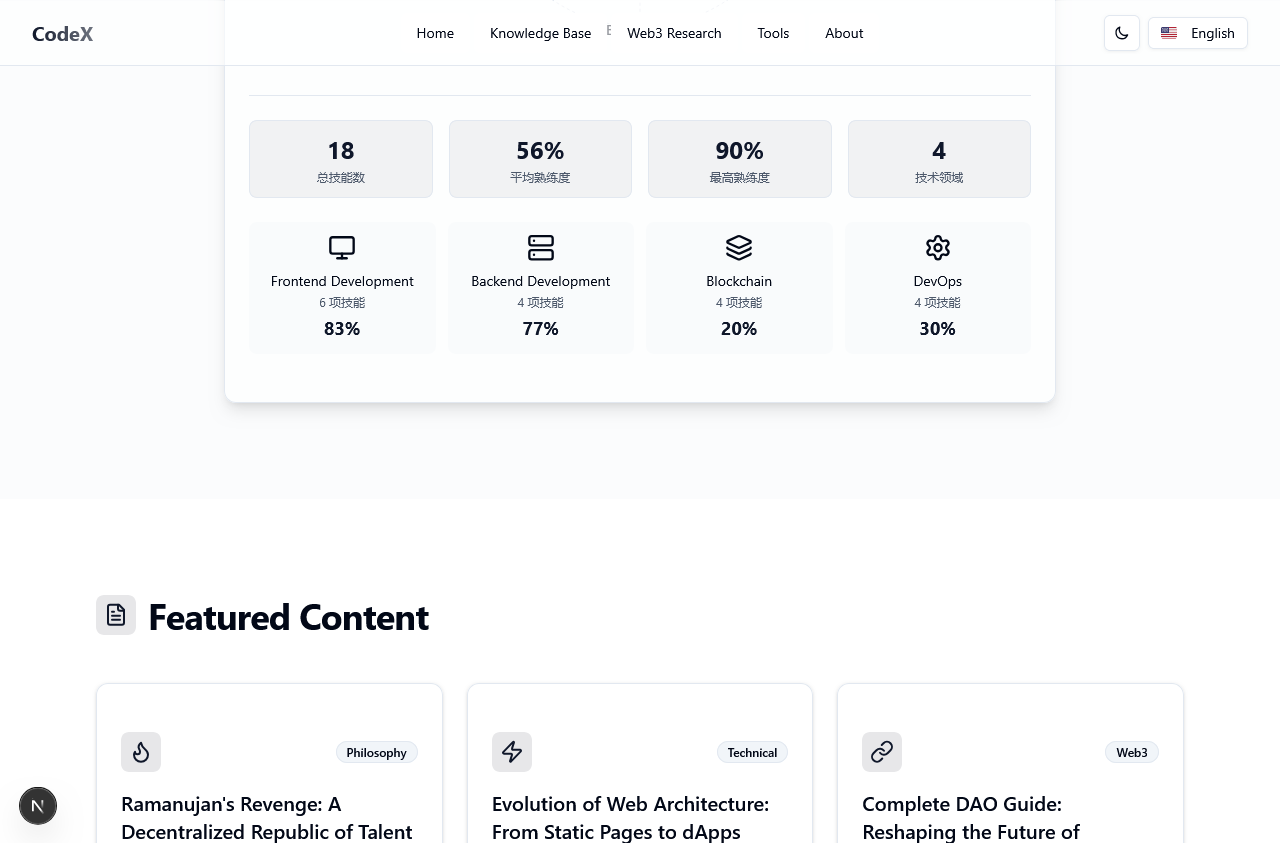 CodeX
Home
Knowledge Base
Web3 Research
Tools
About
English
18
总技能数
56%
平均熟练度
90%
最高熟练度
4
技术领域
Frontend Development
6 项技能
83%
Backend Development
4 项技能
77%
Blockchain
4 项技能
20%
DevOps
4 项技能
30%
Featured Content
Philosophy
Ramanujan's Revenge: A
Decentralized Republic of Talent
Technical
Evolution of Web Architecture:
From Static Pages to dApps
Web3
Complete DAO Guide:
Reshaping the Future of
N